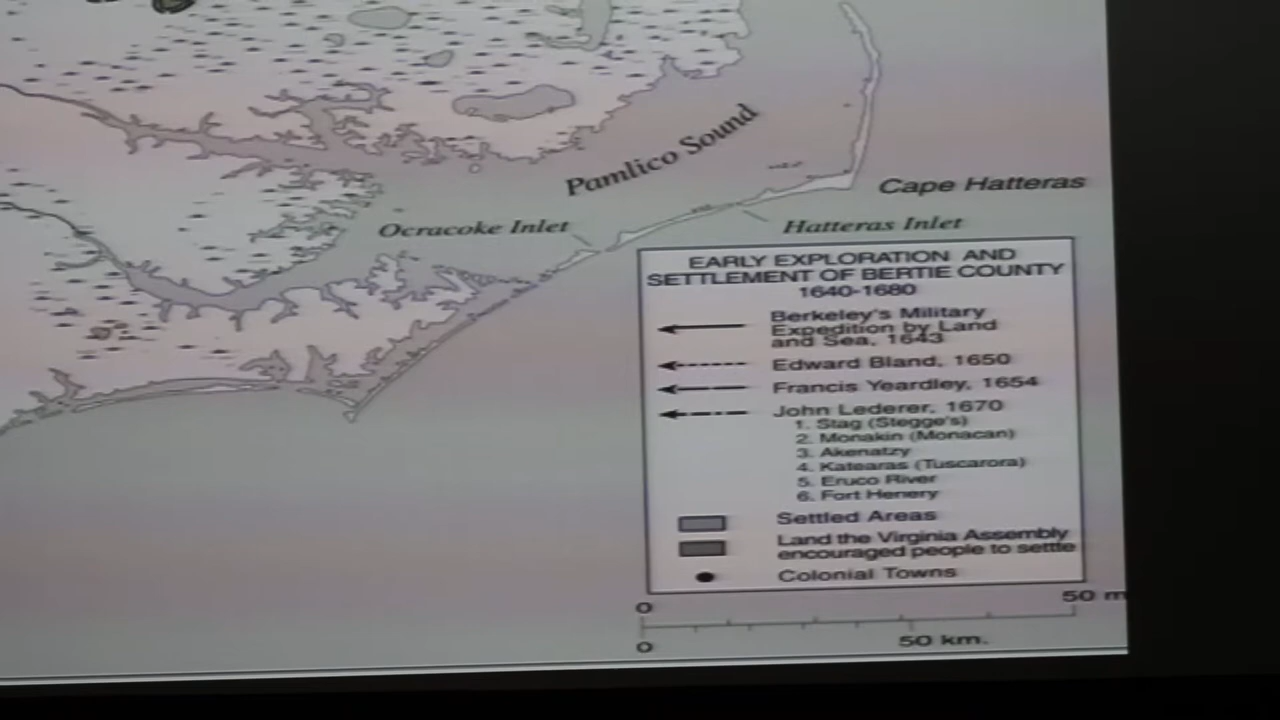 Pamlico Sound
Cape Hatteras
Ocracoke Inlet
Hatteras Inlet
EARLY EXPLORATION AND
SETTLEMENT OF BERTIE COUNTY
1640-1680
Berkeley's Military
Expedition by Land
and Sea, 1643
Edward Bland, 1650
Francis Yeardley, 1654
John Lederer, 1670
1. Stag (Stegge's)
2. Monakin (Monacan)
3. Akenatzy
4. Katearas (Tuscarora)
5. Eruco River
6. Fort Henery
Settled Areas
Land the Virginia Assembly
encouraged people to settle
Colonial Towns
0
50 m
0
50 km.